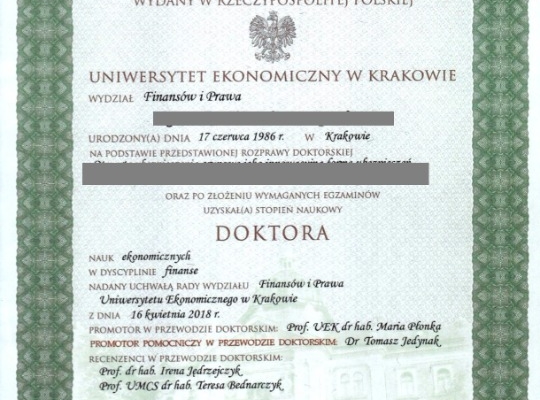 WYDANY W RZECZYPOSPOLITEJ POLSKIEJ
UNIWERSYTET EKONOMICZNY W KRAKOWIE
WYDZIAŁ Finansów i Prawa
URODZONY(A) DNIA 17 czerwca 1986 r. W Krakowie
NA PODSTAWIE PRZEDSTAWIONEJ ROZPRAWY DOKTORSKIEJ
ORAZ PO ZŁOŻENIU WYMAGANYCH EGZAMINÓW
UZYSKAŁ(A) STOPIEŃ NAUKOWY
DOKTORA
NAUK ekonomicznych
W DYSCYPLINIE finanse
NADANY UCHWAŁĄ RADY WYDZIAŁU Finansów i Prawa
Uniwersytetu Ekonomicznego w Krakowie
Z DNIA 16 kwietnia 2018 r.
PROMOTOR W PRZEWODZIE DOKTORSKIM: Prof. UEK dr hab. Maria Płonka
PROMOTOR POMOCNICZY W PRZEWODZIE DOKTORSKIM: Dr Tomasz Jedynak
RECENZENCI W PRZEWODZIE DOKTORSKIM:
Prof. dr hab. Irena Jędrzejczyk
Prof. UMCS dr hab. Teresa Bednarczyk